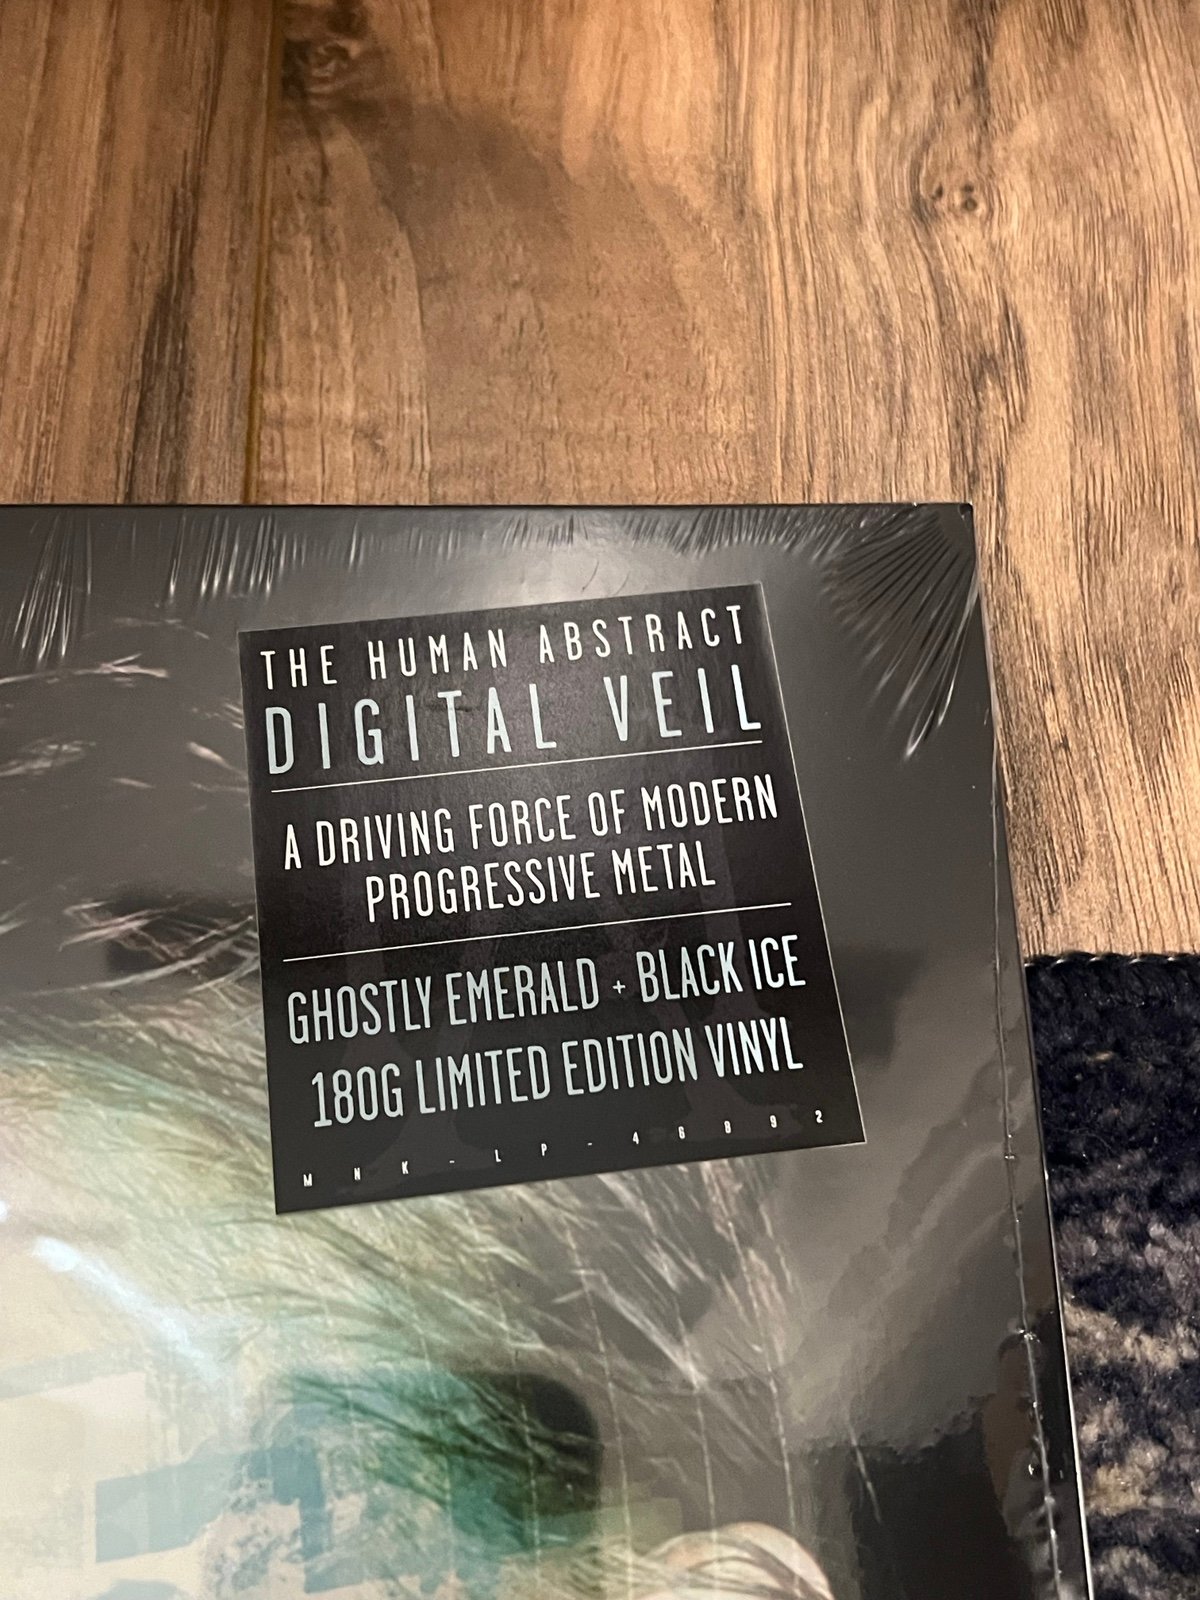 THE HUMAN ABSTRACT
DIGITAL VEIL
A DRIVING FORCE OF MODERN
PROGRESSIVE METAL
GHOSTLY EMERALD + BLACK ICE
180G LIMITED EDITION VINYL
MNK-LP-46892